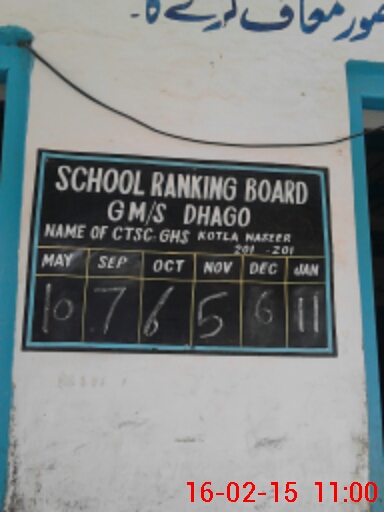 صور معاف کرے گا۔
SCHOOL RANKING BOARD
GM/S DHAGO
NAME OF CTSC-GHS KOTLA NASEER
201 -201
MAY SEP OCT NOV DEC JAN
10 7 6 5 6 11
16-02-15 11:00